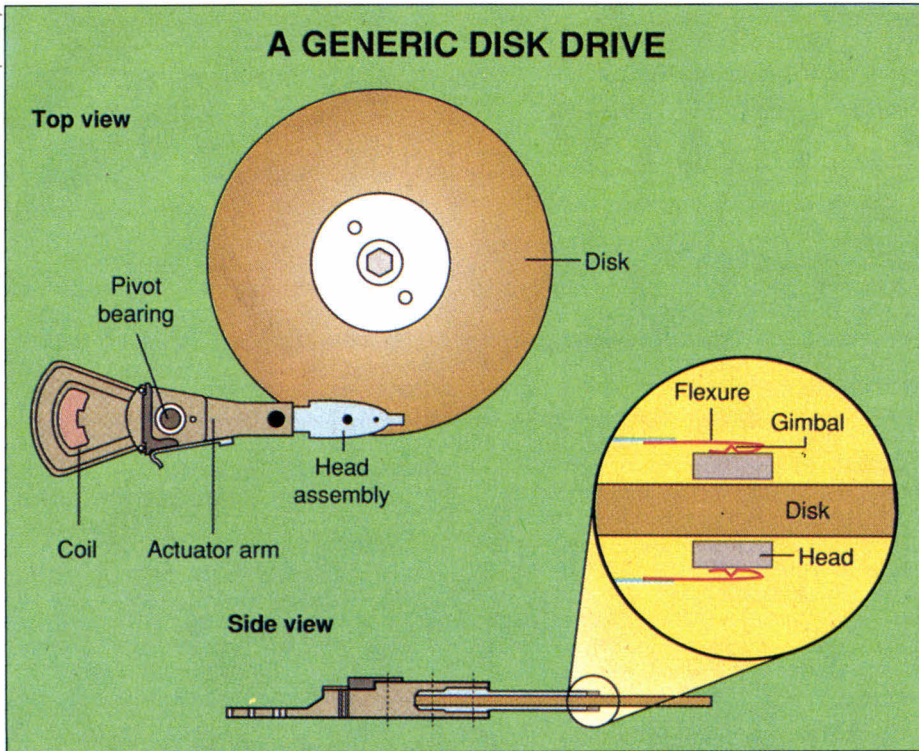 A GENERIC DISK DRIVE
Top view
Disk
Pivot
bearing
Flexure
Gimbal
Head
assembly
Disk
Coil
Actuator arm
Head
Side view